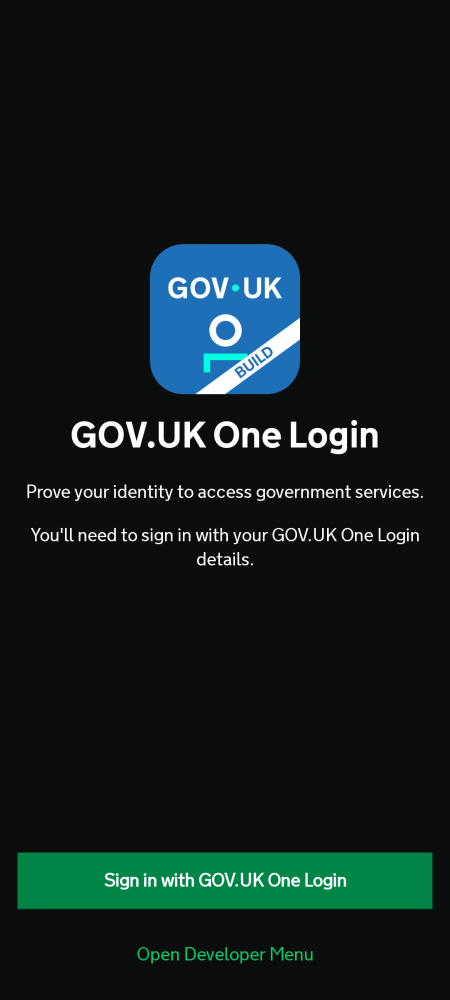 GOV·UK
BUILD
GOV.UK One Login
Prove your identity to access government services.
You'll need to sign in with your GOV.UK One Login
details.
Sign in with GOV.UK One Login
Open Developer Menu